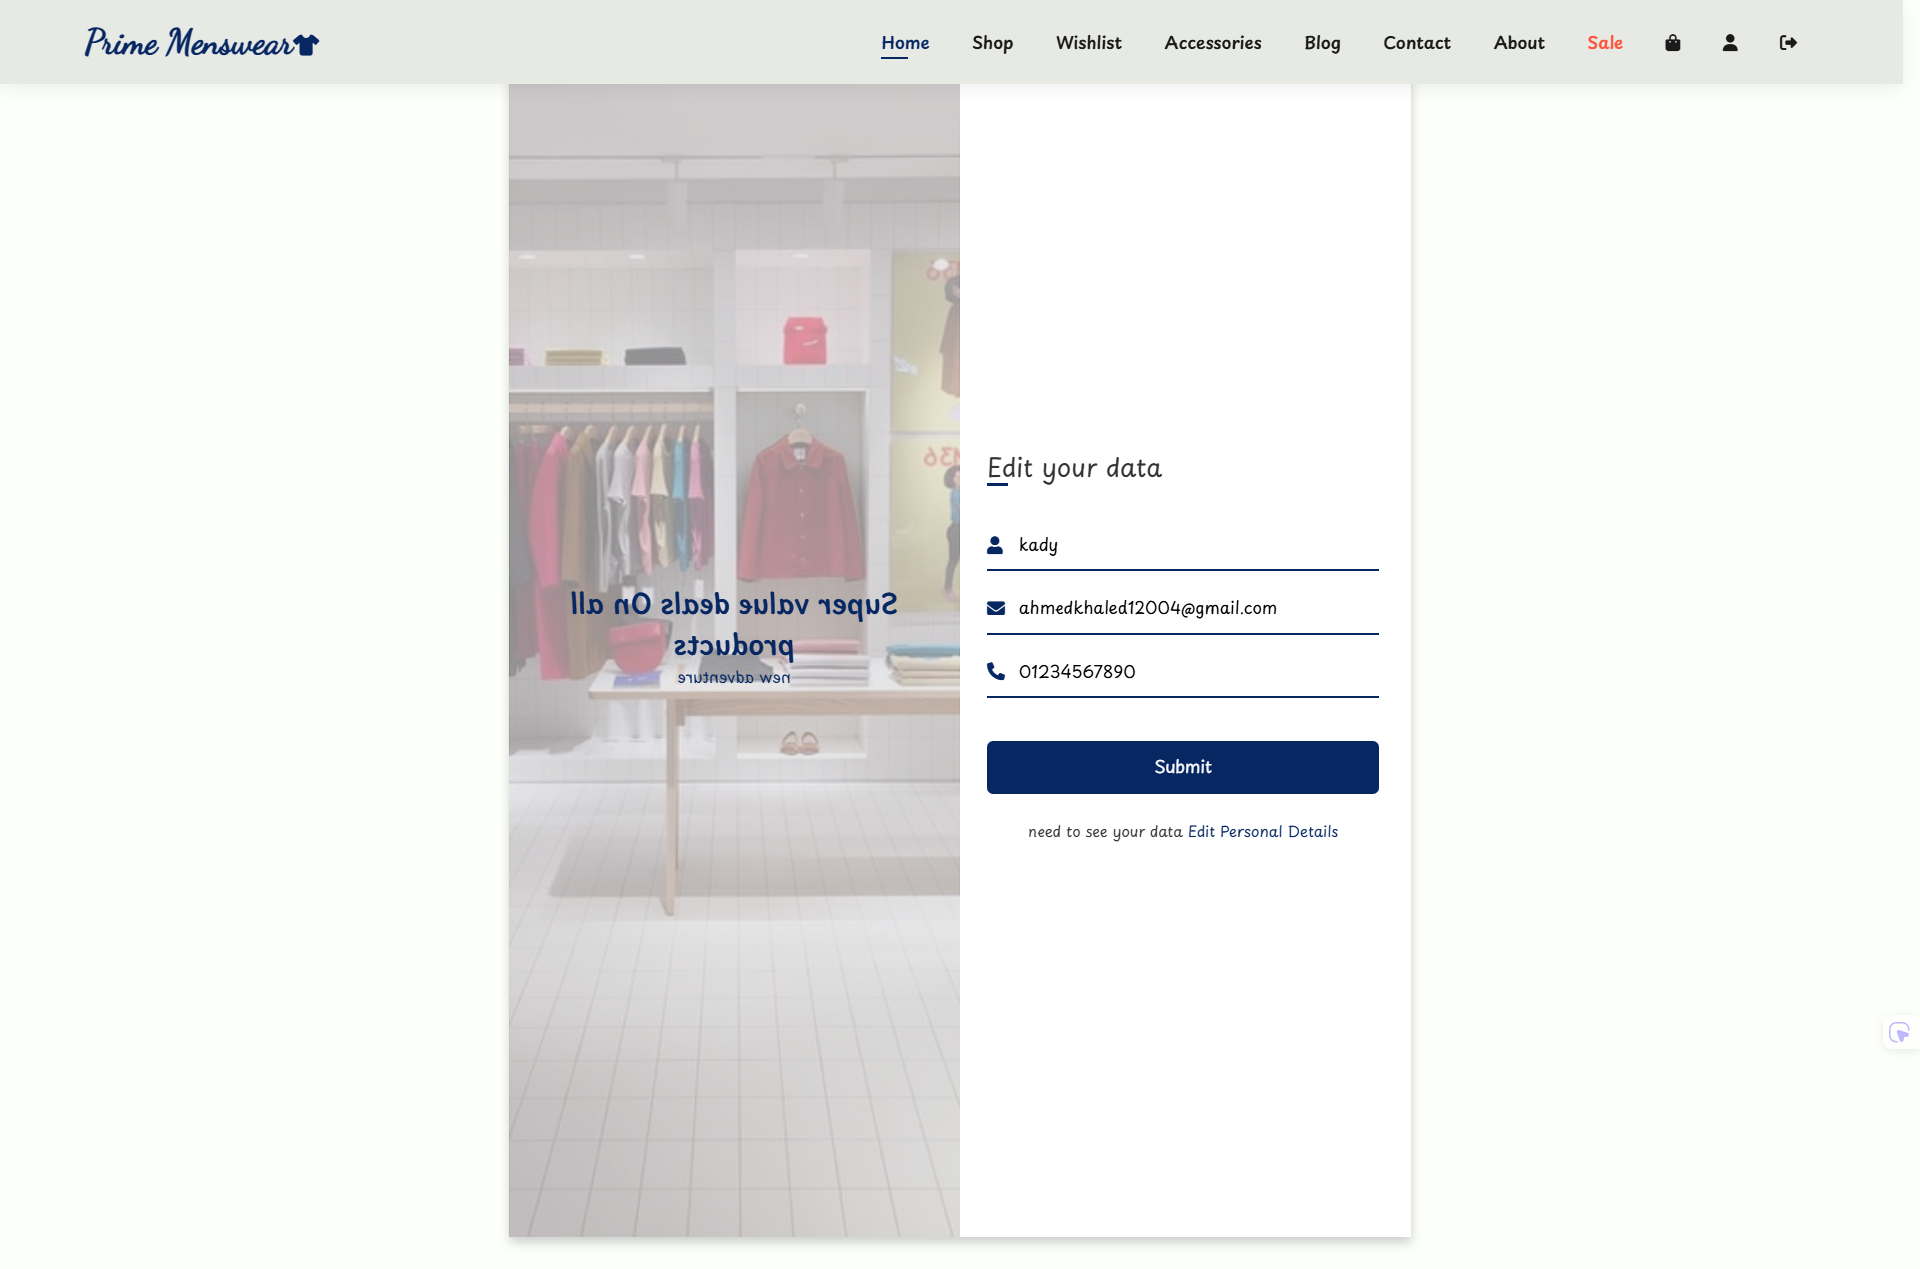 Prime Menswear
Home Shop Wishlist Accessories Blog Contact About Sale
Super value deals On all
products
new adventure
Edit your data
kady
ahmedkhaled12004@gmail.com
01234567890
Submit
need to see your data Edit Personal Details